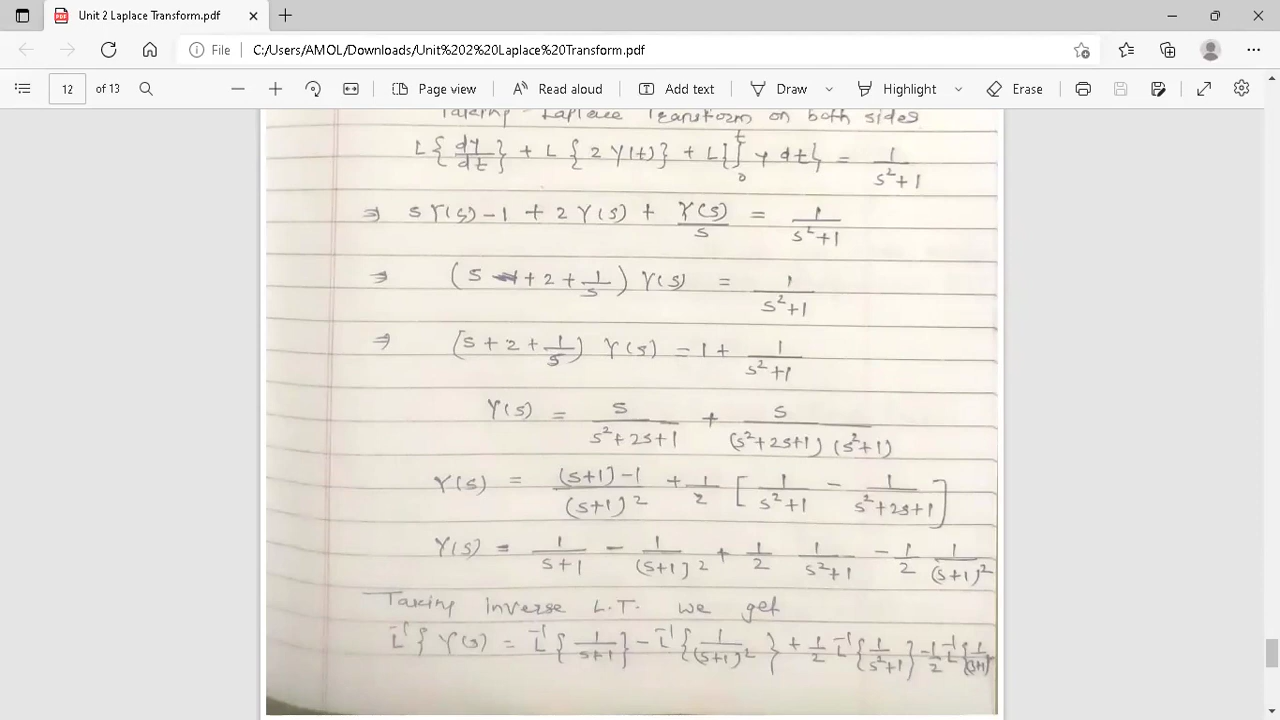 Unit 2 Laplace Transform.pdf
File C:/Users/AMOL/Downloads/Unit%202%20Laplace%20Transform.pdf
12 of 13 Page view Read aloud Add text Draw Highlight Erase
Taking Laplace Transform on both sides
L{dy/dt} + L{2 Y(t)} + L{∫₀ᵗ y dt} = 1/(s²+1)
⇒ s Y(s) - 1 + 2 Y(s) + Y(s)/s = 1/(s²+1)
⇒ (s + 2 + 1/s) Y(s) = 1/(s²+1)
⇒ (s + 2 + 1/s) Y(s) = 1 + 1/(s²+1)
Y(s) = s/(s²+2s+1) + s/((s²+2s+1)(s²+1))
Y(s) = ((s+1)-1)/(s+1)² + 1/2 [1/(s²+1) - 1/(s²+2s+1)]
Y(s) = 1/(s+1) - 1/(s+1)² + 1/2 1/(s²+1) - 1/2 1/(s+1)²
Taking inverse L.T. we get
L⁻¹{Y(s) = L⁻¹{1/(s+1)} - L⁻¹{1/(s+1)²} + 1/2 L⁻¹{1/(s²+1)} - 1/2 L⁻¹{1/(s+1)²